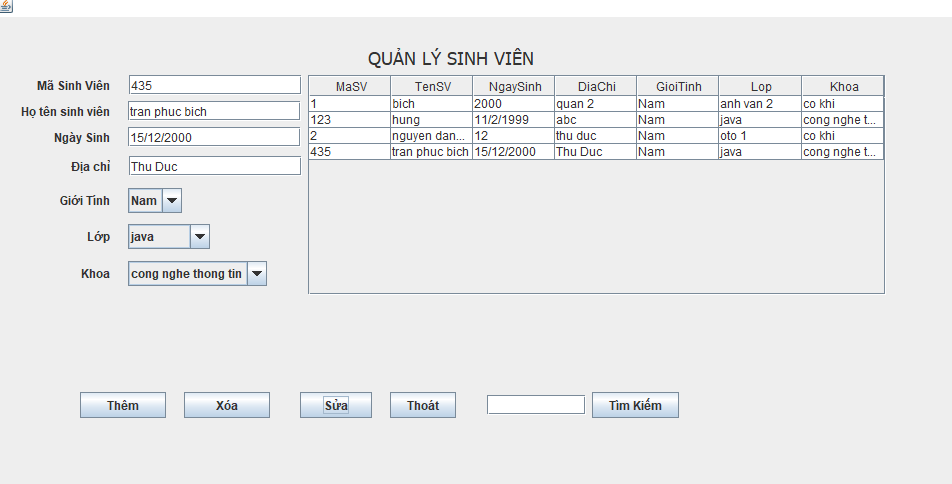 QUẢN LÝ SINH VIÊN
Mã Sinh Viên 435
Họ tên sinh viên tran phuc bich
Ngày Sinh 15/12/2000
Địa chỉ Thu Duc
Giới Tính Nam
Lớp java
Khoa cong nghe thong tin
MaSV TenSV NgaySinh DiaChi GioiTinh Lop Khoa
1 bich 2000 quan 2 Nam anh van 2 co khi
123 hung 11/2/1999 abc Nam java cong nghe t...
2 nguyen dan... 12 thu duc Nam oto 1 co khi
435 tran phuc bich 15/12/2000 Thu Duc Nam java cong nghe t...
Thêm Xóa Sửa Thoát Tìm Kiếm